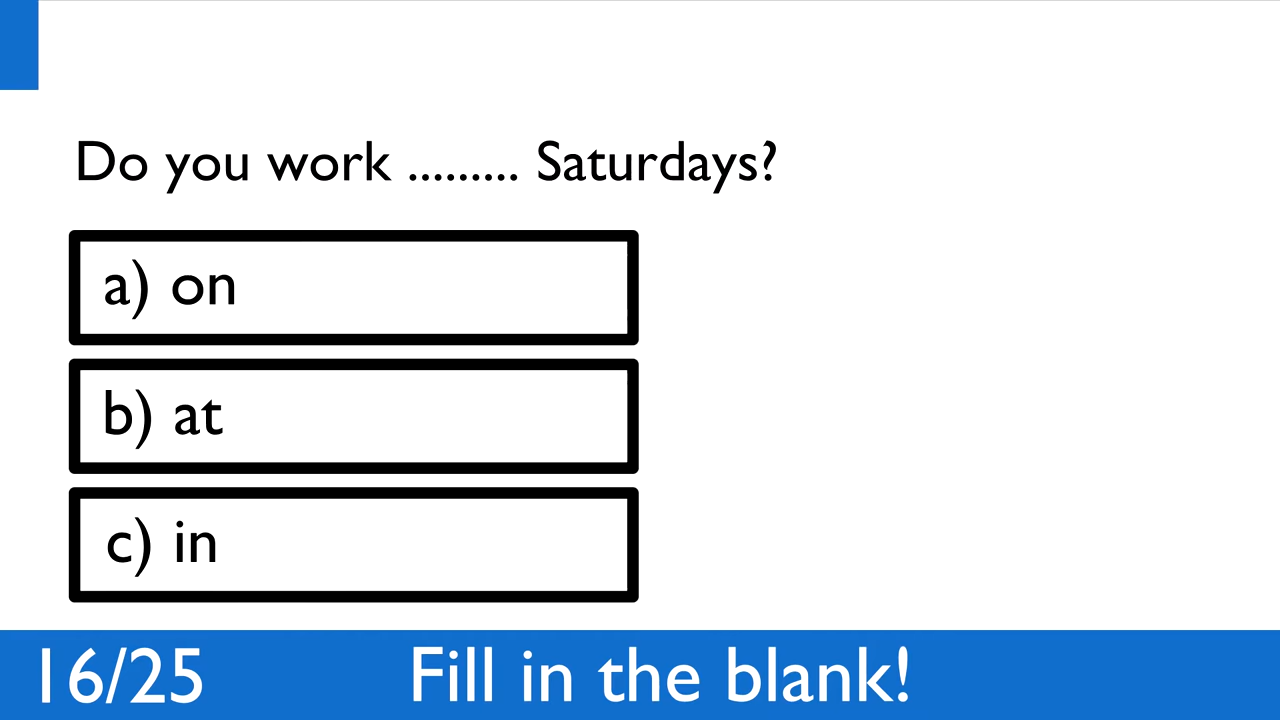 Do you work ......... Saturdays?
a) on
b) at
c) in
16/25 Fill in the blank!